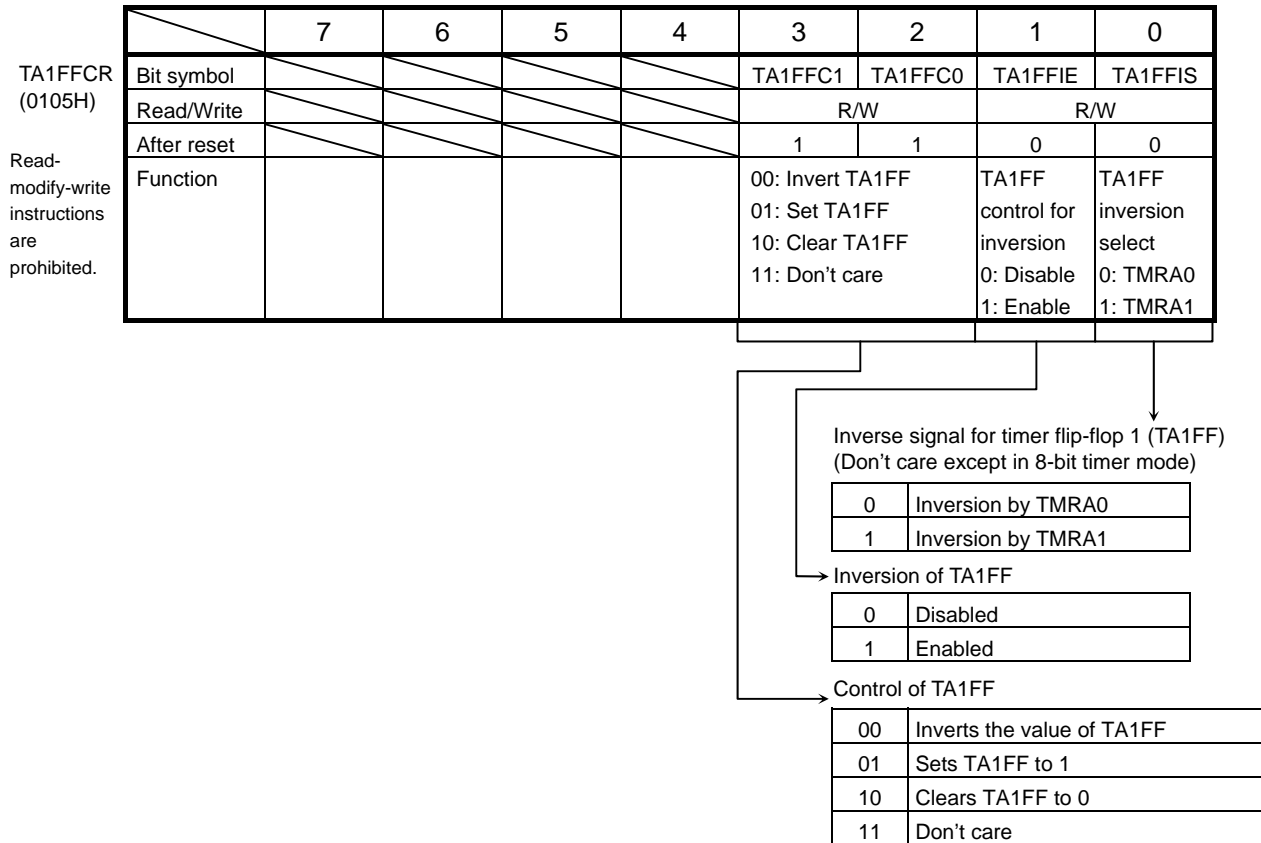 7 6 5 4 3 2 1 0
TA1FFCR
(0105H)
Bit symbol TA1FFC1 TA1FFC0 TA1FFIE TA1FFIS
Read/Write R/W R/W
After reset 1 1 0 0
Read-
modify-write
instructions
are
prohibited.
Function
00: Invert TA1FF
01: Set TA1FF
10: Clear TA1FF
11: Don't care
TA1FF
control for
inversion
0: Disable
1: Enable
TA1FF
inversion
select
0: TMRA0
1: TMRA1
Inverse signal for timer flip-flop 1 (TA1FF)
(Don't care except in 8-bit timer mode)
0 Inversion by TMRA0
1 Inversion by TMRA1
Inversion of TA1FF
0 Disabled
1 Enabled
Control of TA1FF
00 Inverts the value of TA1FF
01 Sets TA1FF to 1
10 Clears TA1FF to 0
11 Don't care